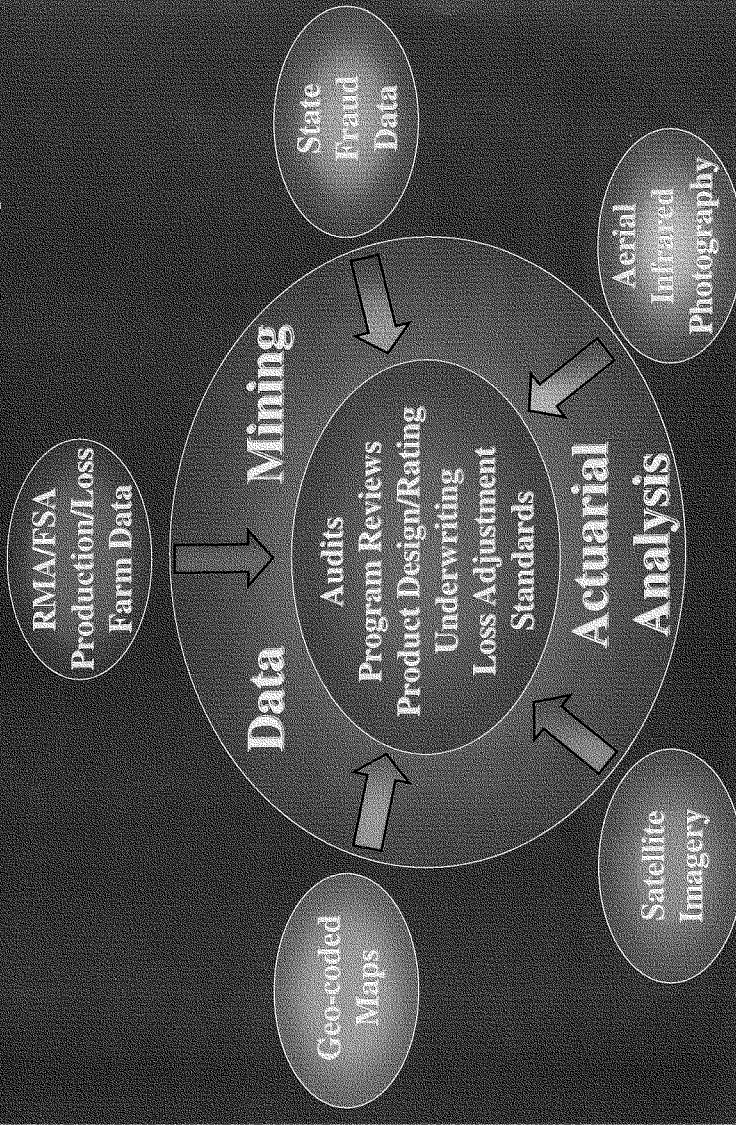 RMA/FSA
Production/Loss
Farm Data
Geo-coded
Maps
State
Fraud
Data
Data Mining
Audits
Program Reviews
Product Design/Rating
Underwriting
Loss Adjustment
Standards
Actuarial
Analysis
Satellite
Imagery
Aerial
Infrared
Photography